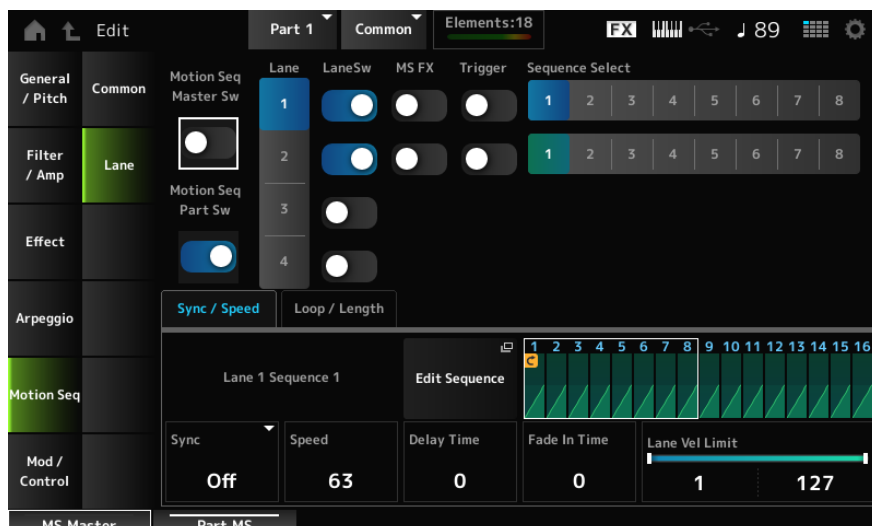 Edit
Part 1
Common
Elements:18
FX
♩ 89
General
/ Pitch
Filter
/ Amp
Effect
Arpeggio
Motion Seq
Mod /
Control
Common
Lane
Motion Seq
Master Sw
Motion Seq
Part Sw
Lane LaneSw MS FX Trigger Sequence Select
1 1 2 3 4 5 6 7 8
2 1 2 3 4 5 6 7 8
3
4
Sync / Speed Loop / Length
Lane 1 Sequence 1
Edit Sequence
1 2 3 4 5 6 7 8 9 10 11 12 13 14 15 16
Sync Speed Delay Time Fade In Time Lane Vel Limit
Off 63 0 0 1 127
MS Master Part MS